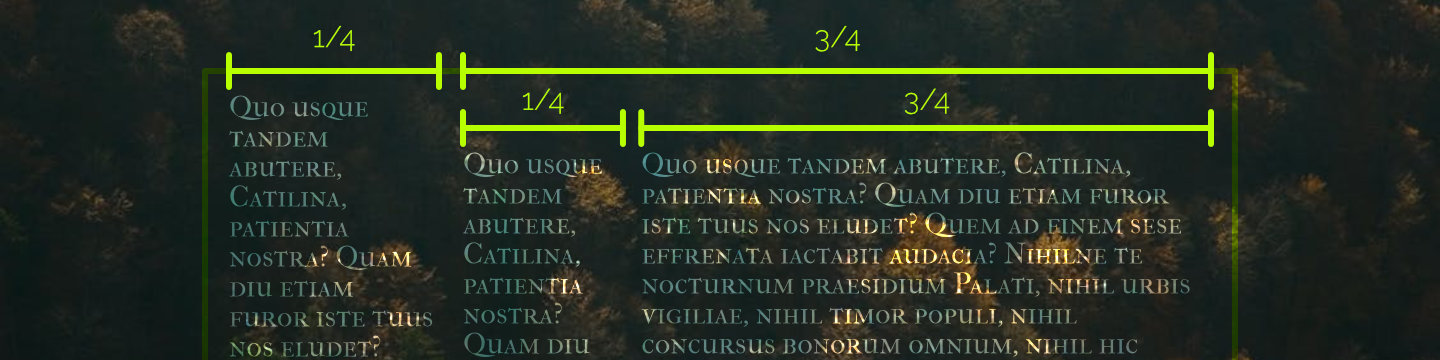 1/4
3/4
1/4
3/4
Quo usque
tandem
abutere,
Catilina,
patientia
nostra? Quam
diu etiam
furor iste tuus
nos eludet?
Quo usque
tandem
abutere,
Catilina,
patientia
nostra?
Quam diu
Quo usque tandem abutere, Catilina,
patientia nostra? Quam diu etiam furor
iste tuus nos eludet? Quem ad finem sese
effrenata iactabit audacia? Nihilne te
nocturnum praesidium Palati, nihil urbis
vigiliae, nihil timor populi, nihil
concursus bonorum omnium, nihil hic